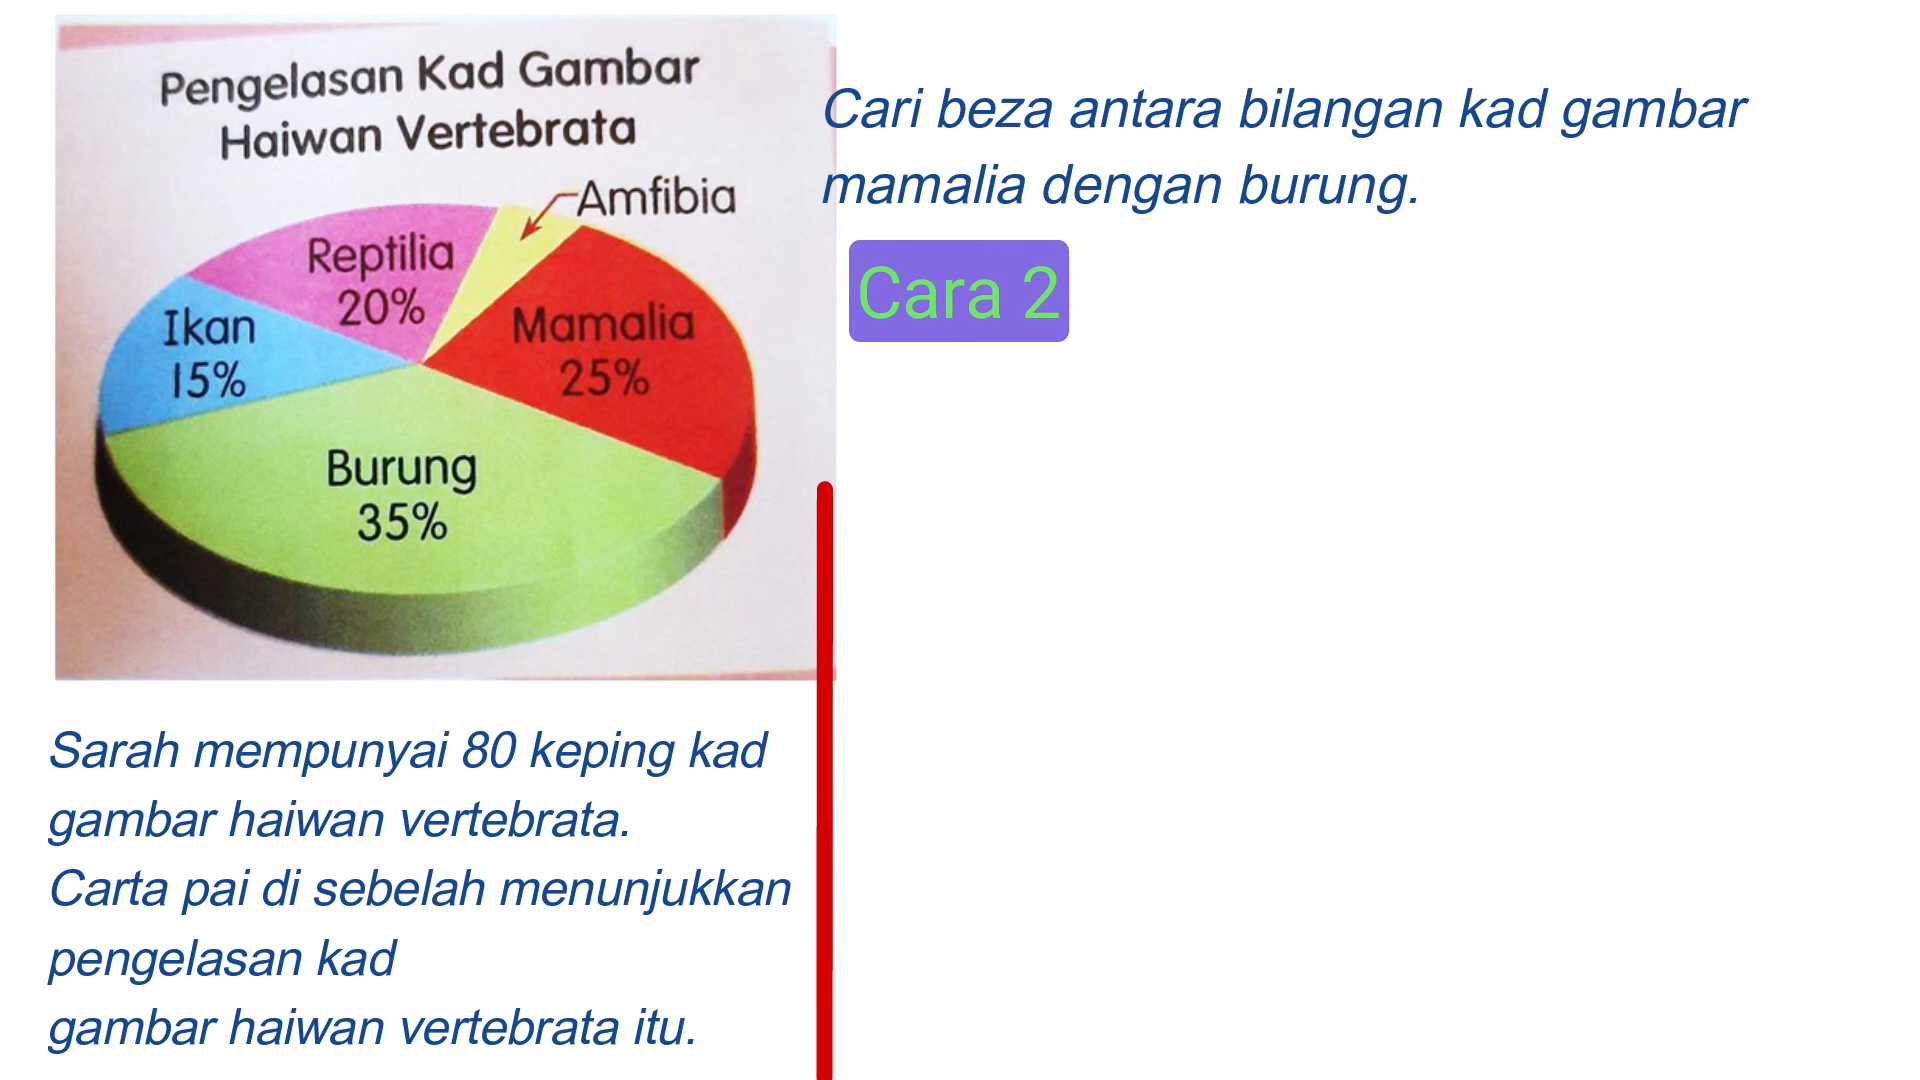 Pengelasan Kad Gambar
Haiwan Vertebrata
Amfibia
Reptilia
20%
Ikan
15%
Mamalia
25%
Burung
35%
Sarah mempunyai 80 keping kad
gambar haiwan vertebrata.
Carta pai di sebelah menunjukkan
pengelasan kad
gambar haiwan vertebrata itu.
Cari beza antara bilangan kad gambar
mamalia dengan burung.
Cara 2